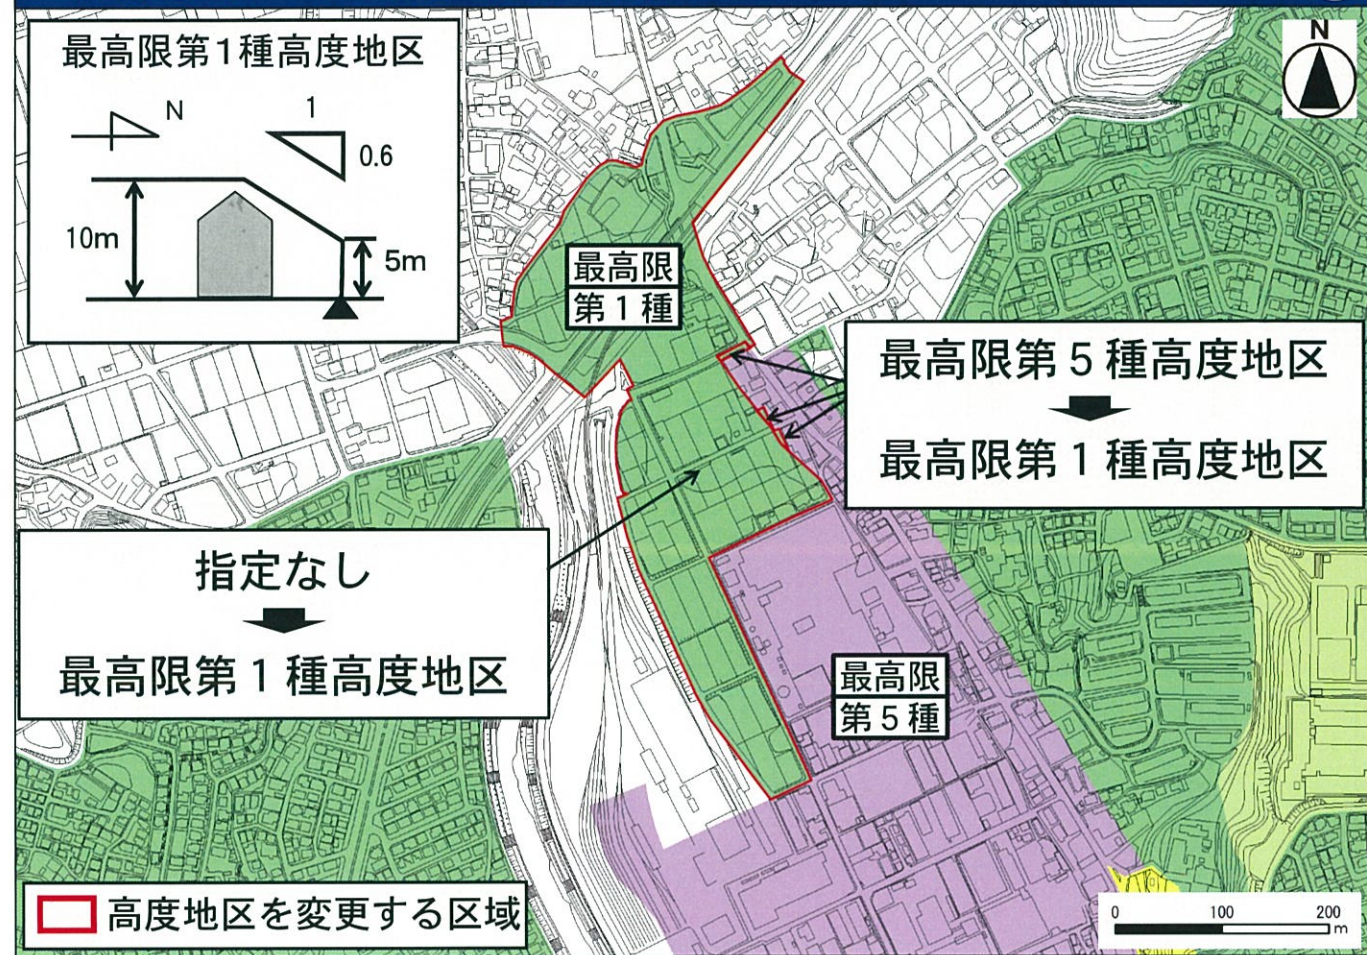 最高限第1種高度地区
N
1
0.6
10m
5m
N
最高限
第1種
最高限第5種高度地区
最高限第1種高度地区
指定なし
最高限第1種高度地区
最高限
第5種
高度地区を変更する区域
0 100 200
m